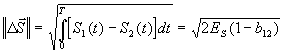 ‖ΔS⃗‖ = √(∫₀ᵀ [S₁(t) − S₂(t)]dt) = √(2E_S(1 − b₁₂))